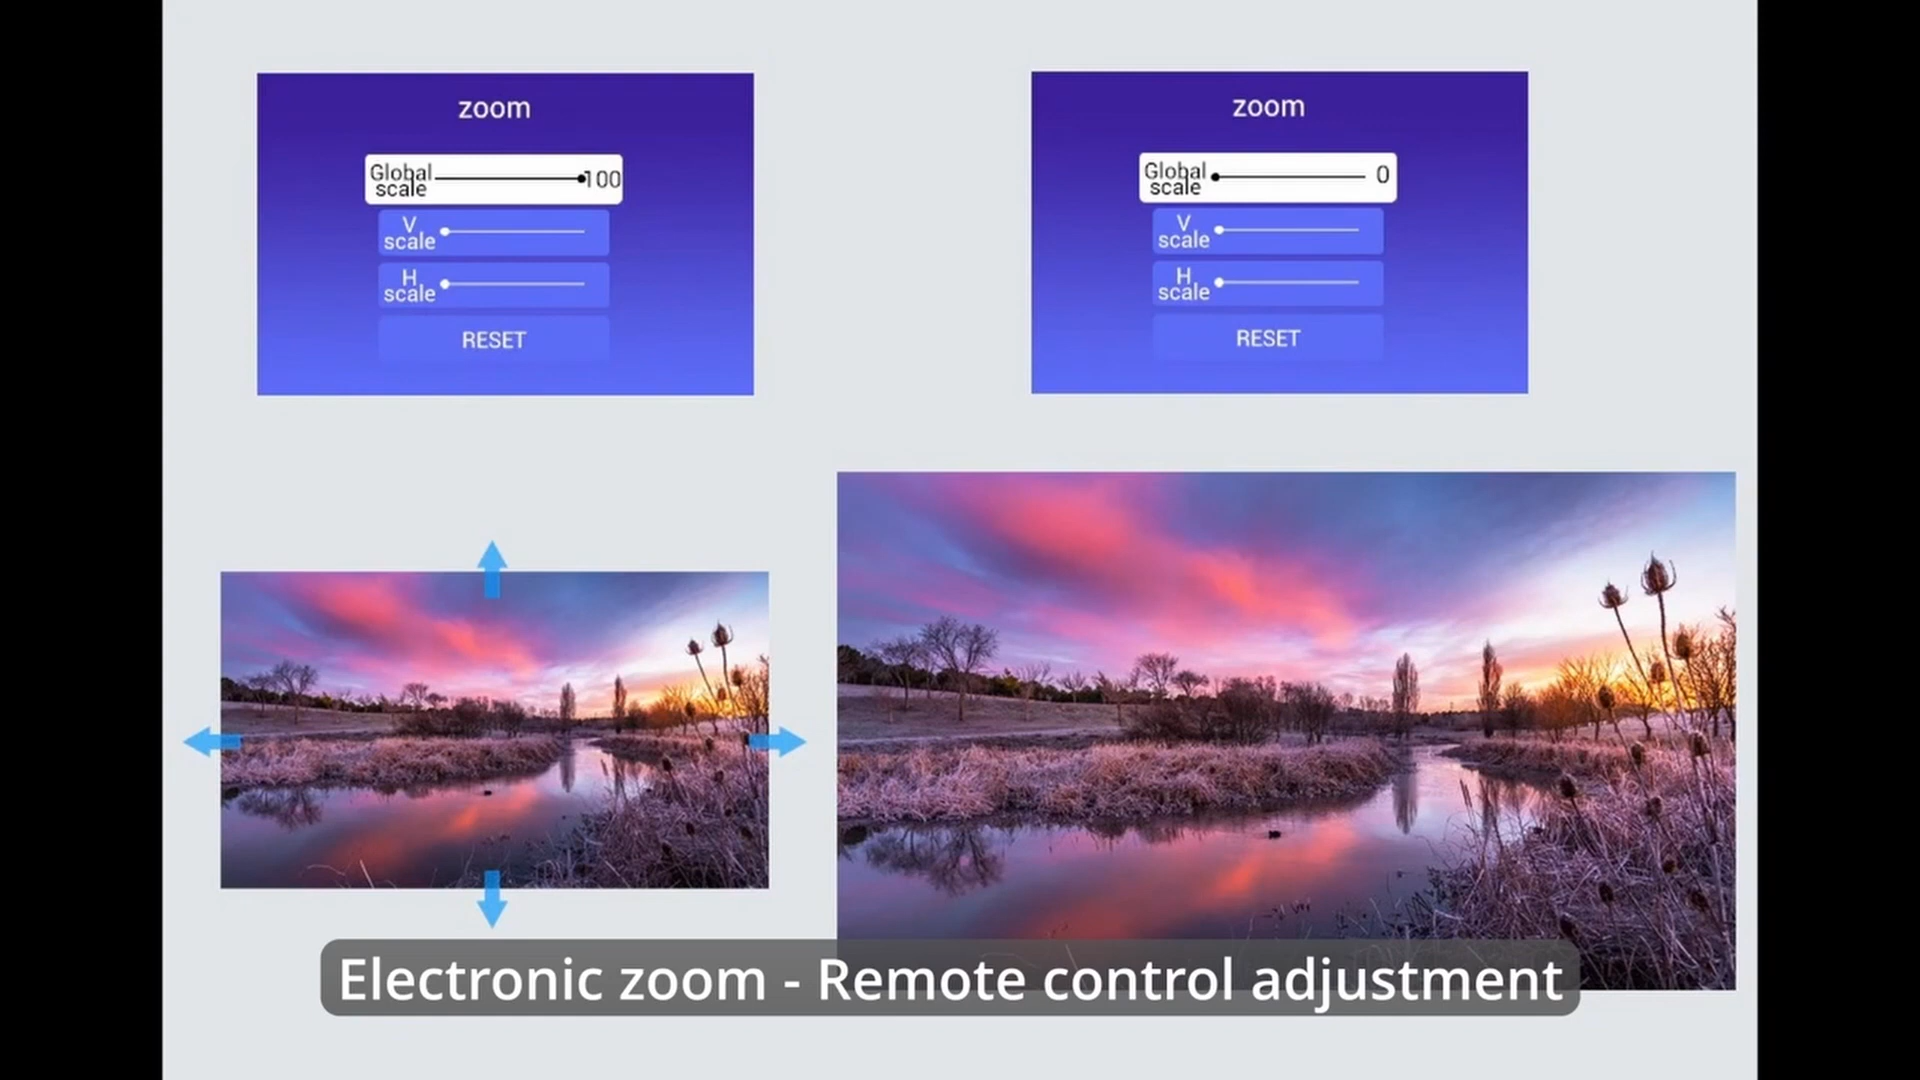 zoom
Global
scale
100
V
scale
H
scale
RESET
zoom
Global
scale
0
V
scale
H
scale
RESET
Electronic zoom - Remote control adjustment